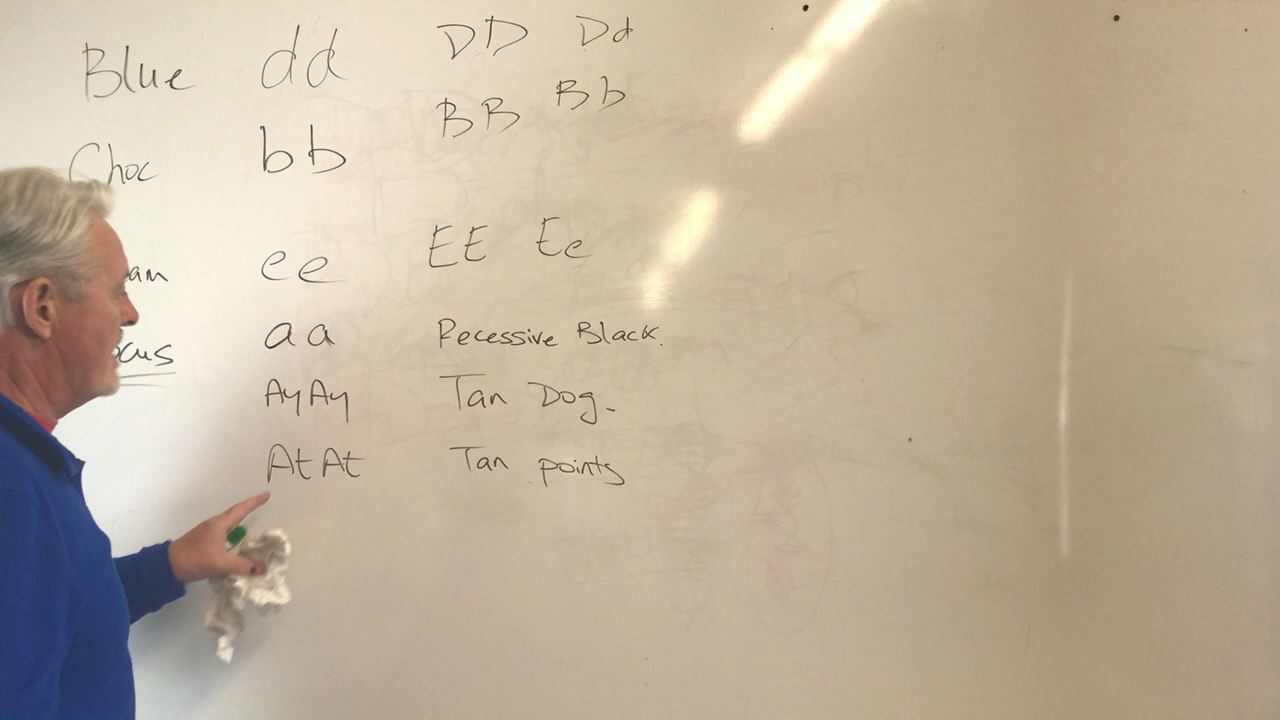 Blue dd DD Dd
Choc bb BB Bb
ee EE Ee
aa Recessive Black.
AyAy Tan Dog.
AtAt Tan points